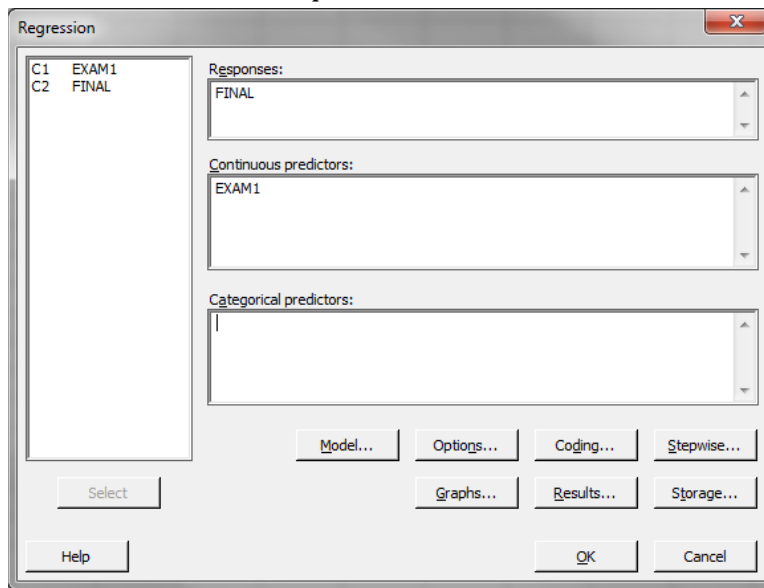 Regression
C1 EXAM1
C2 FINAL
Responses:
FINAL
Continuous predictors:
EXAM1
Categorical predictors:
Model... Options... Coding... Stepwise...
Select Graphs... Results... Storage...
Help OK Cancel